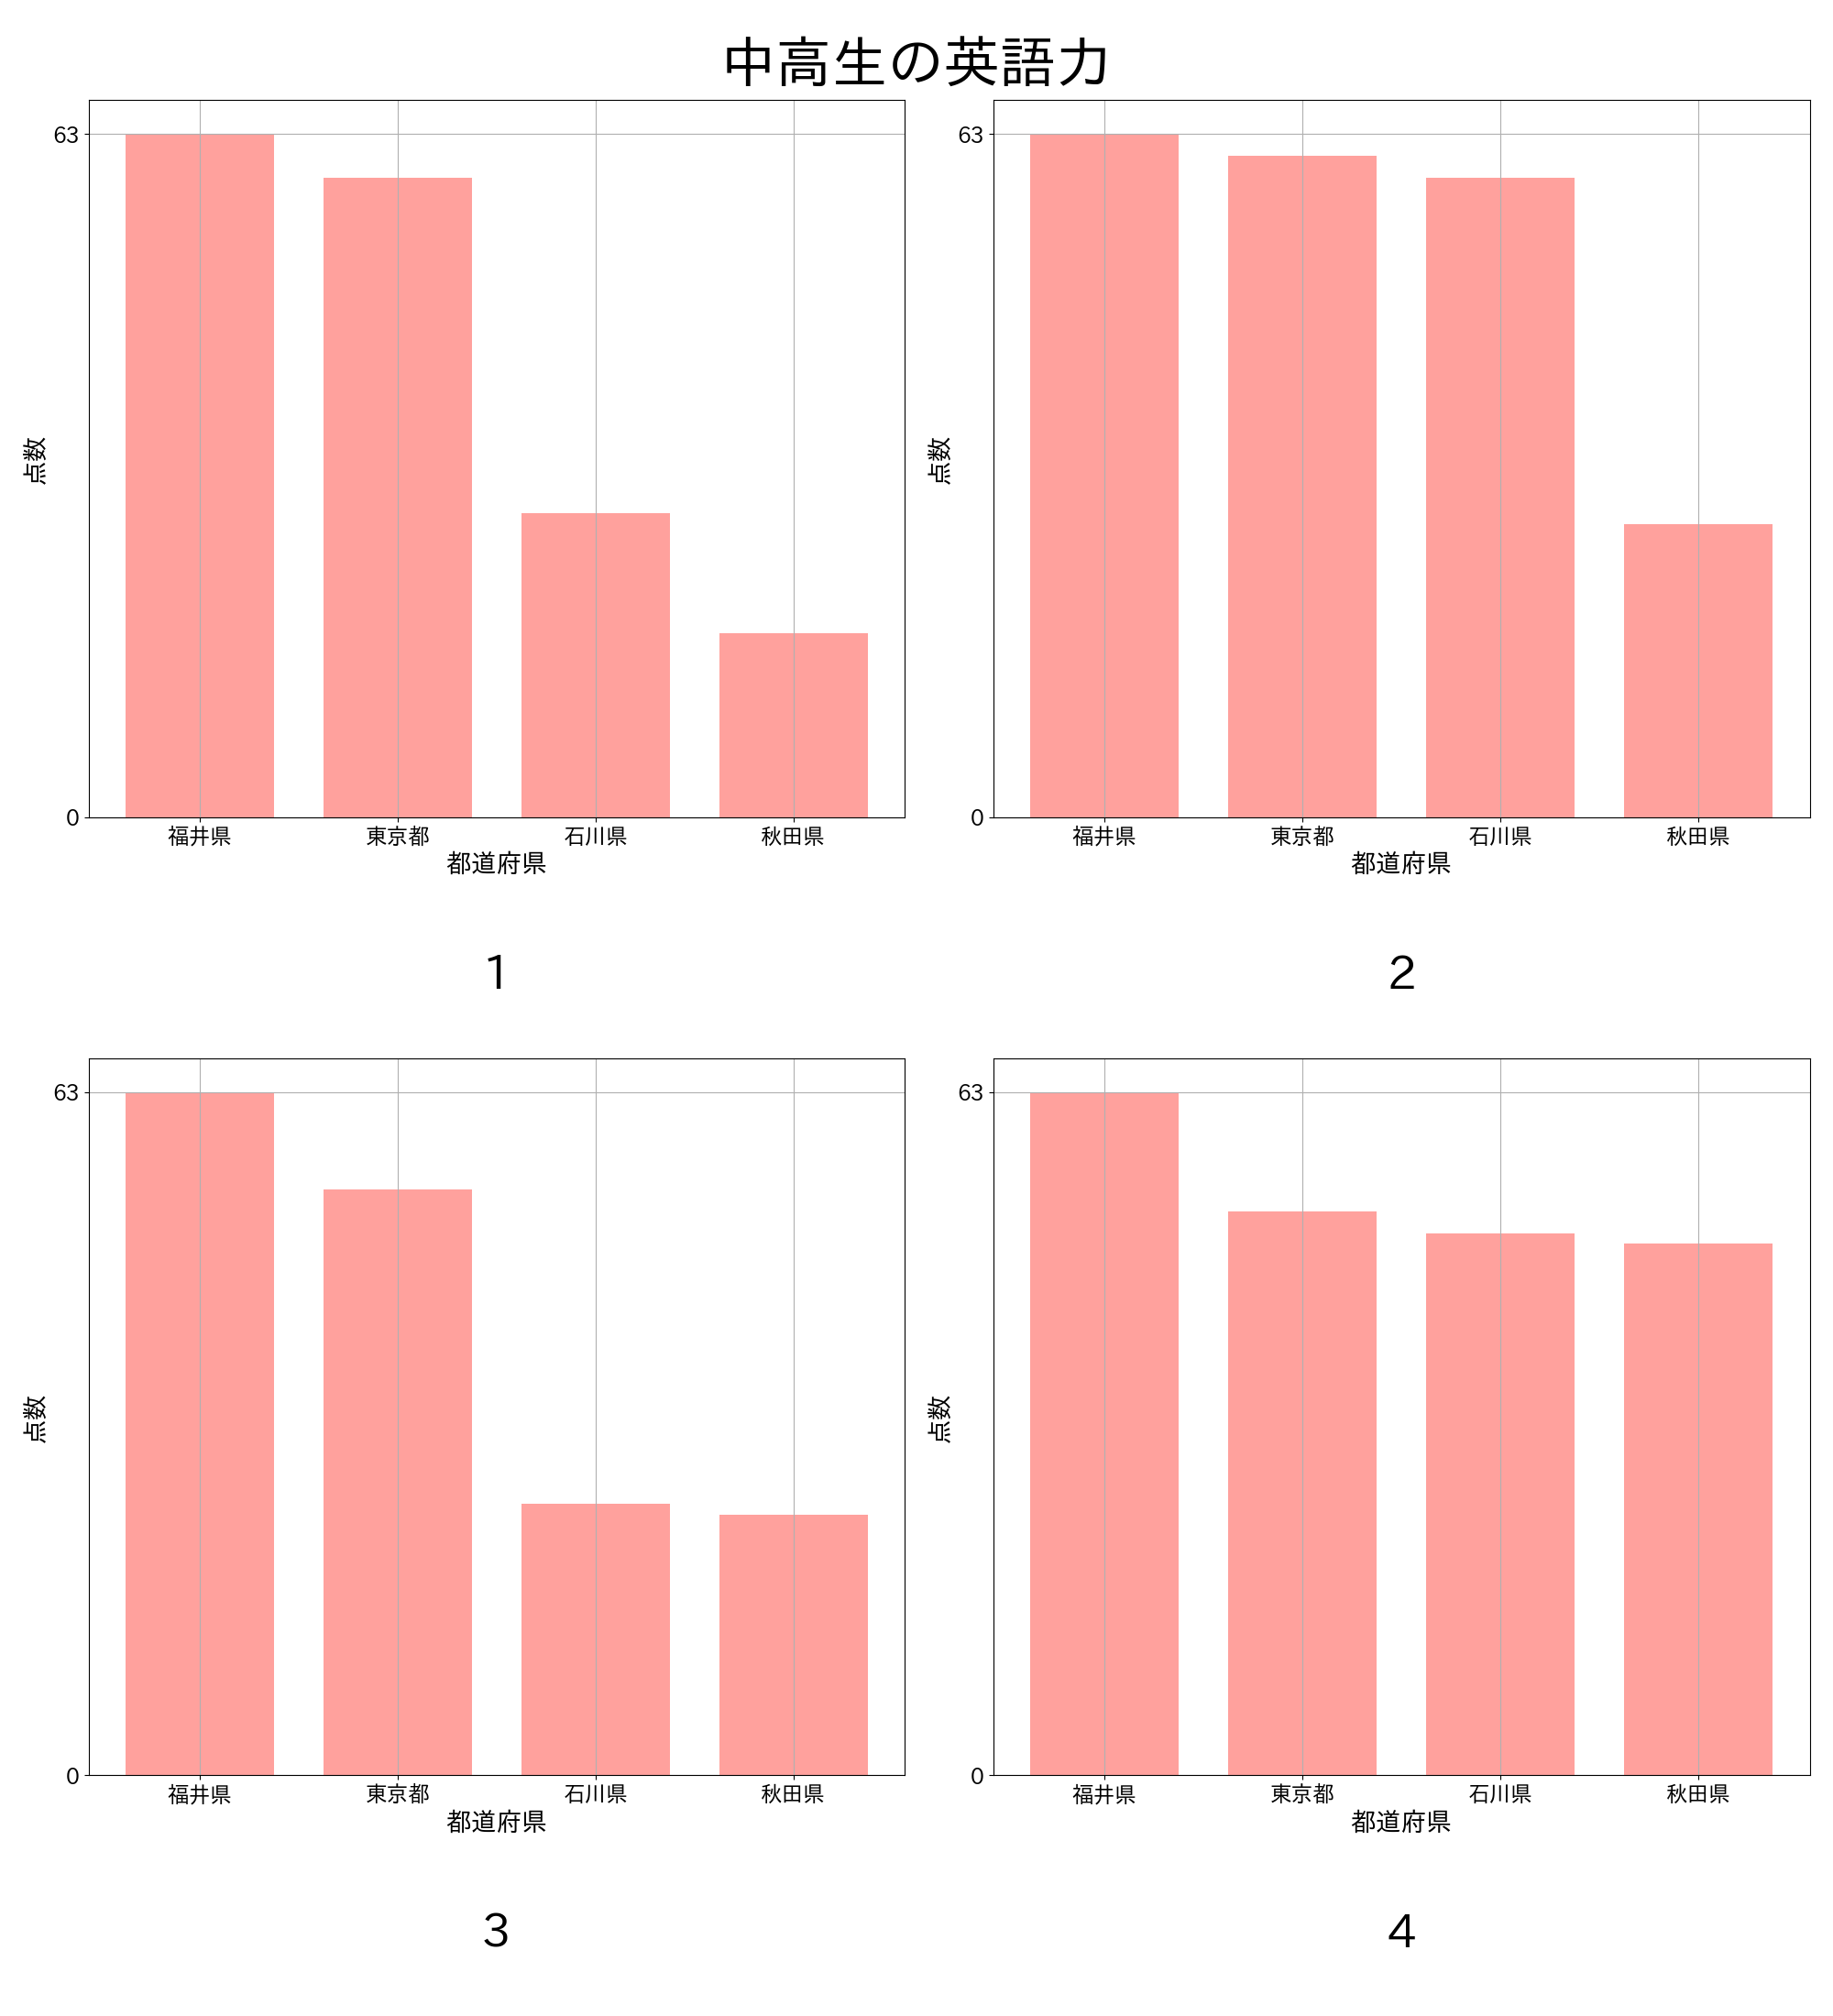 中高生の英語力
63
点数
0
福井県 東京都 石川県 秋田県
都道府県
1
63
点数
0
福井県 東京都 石川県 秋田県
都道府県
2
63
点数
0
福井県 東京都 石川県 秋田県
都道府県
3
63
点数
0
福井県 東京都 石川県 秋田県
都道府県
4